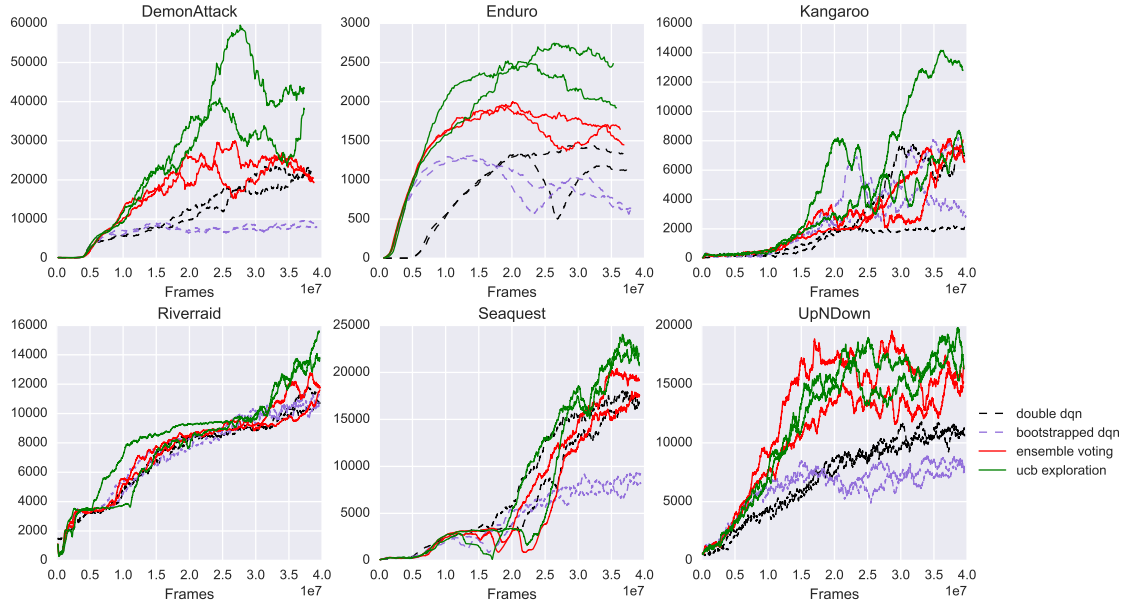 DemonAttack
60000
50000
40000
30000
20000
10000
0
0.0 0.5 1.0 1.5 2.0 2.5 3.0 3.5 4.0
Frames 1e7
Enduro
3000
2500
2000
1500
1000
500
0
0.0 0.5 1.0 1.5 2.0 2.5 3.0 3.5 4.0
Frames 1e7
Kangaroo
16000
14000
12000
10000
8000
6000
4000
2000
0
0.0 0.5 1.0 1.5 2.0 2.5 3.0 3.5 4.0
Frames 1e7
Riverraid
16000
14000
12000
10000
8000
6000
4000
2000
0
0.0 0.5 1.0 1.5 2.0 2.5 3.0 3.5 4.0
Frames 1e7
Seaquest
25000
20000
15000
10000
5000
0
0.0 0.5 1.0 1.5 2.0 2.5 3.0 3.5 4.0
Frames 1e7
UpNDown
20000
15000
10000
5000
0
0.0 0.5 1.0 1.5 2.0 2.5 3.0 3.5 4.0
Frames 1e7
double dqn
bootstrapped dqn
ensemble voting
ucb exploration